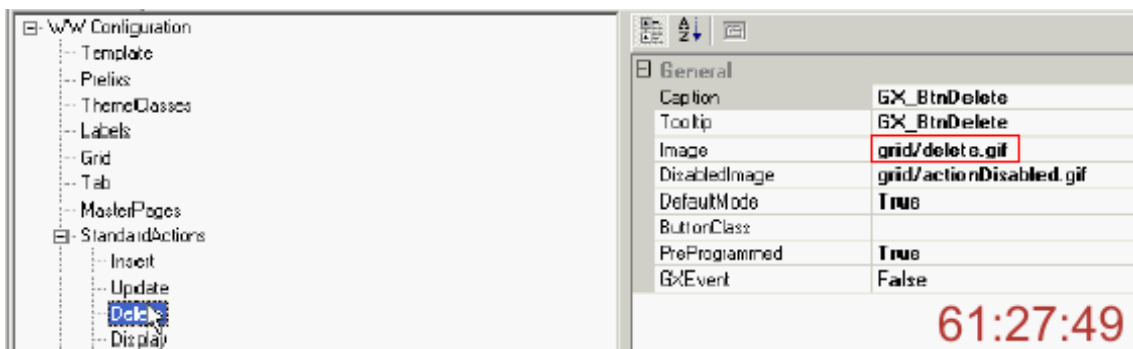 WW Configuration
Template
Prefixs
ThemeClasses
Labels
Grid
Tab
MasterPages
StandardActions
Insert
Update
Delete
Display
General
Caption GX_BtnDelete
Tooltip GX_BtnDelete
Image grid/delete.gif
DisabledImage grid/actionDisabled.gif
DefaultMode True
ButtonClass
PreProgrammed True
GXEvent False
61:27:49